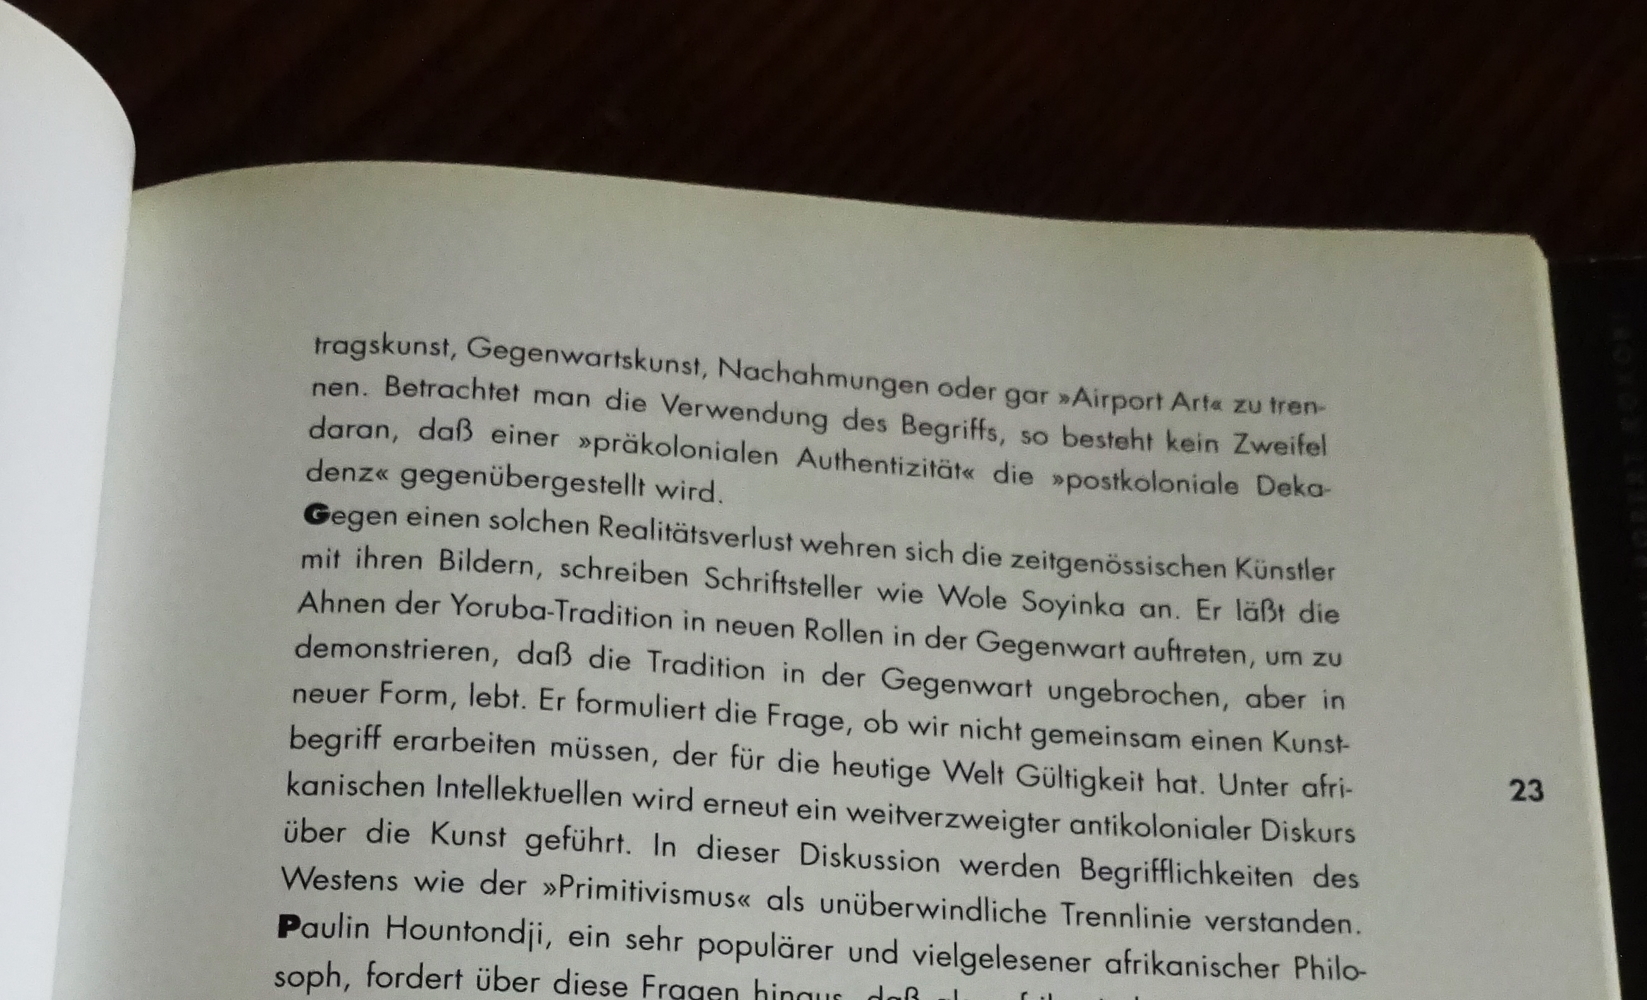 tragskunst, Gegenwartskunst, Nachahmungen oder gar »Airport Art« zu tren-
nen. Betrachtet man die Verwendung des Begriffs, so besteht kein Zweifel
daran, daß einer »präkolonialen Authentizität« die »postkoloniale Deka-
denz« gegenübergestellt wird.
Gegen einen solchen Realitätsverlust wehren sich die zeitgenössischen Künstler
mit ihren Bildern, schreiben Schriftsteller wie Wole Soyinka an. Er läßt die
Ahnen der Yoruba-Tradition in neuen Rollen in der Gegenwart auftreten, um zu
demonstrieren, daß die Tradition in der Gegenwart ungebrochen, aber in
neuer Form, lebt. Er formuliert die Frage, ob wir nicht gemeinsam einen Kunst-
begriff erarbeiten müssen, der für die heutige Welt Gültigkeit hat. Unter afri-
kanischen Intellektuellen wird erneut ein weitverzweigter antikolonialer Diskurs
über die Kunst geführt. In dieser Diskussion werden Begrifflichkeiten des
Westens wie der »Primitivismus« als unüberwindliche Trennlinie verstanden.
Paulin Hountondji, ein sehr populärer und vielgelesener afrikanischer Philo-
soph, fordert über diese Fragen hinaus, daß
23